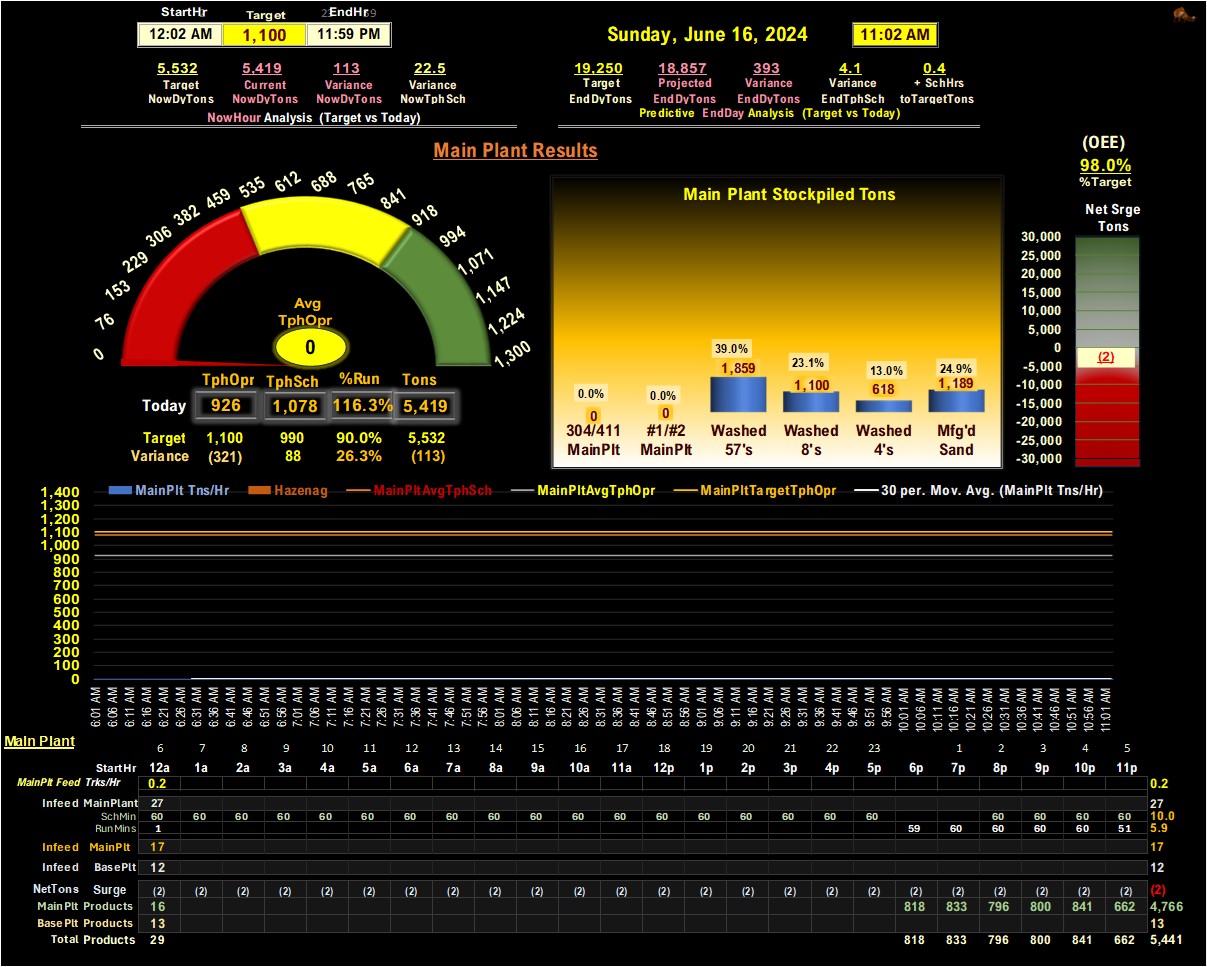 StartHr Target EndHr
12:02 AM 1,100 11:59 PM
Sunday, June 16, 2024 11:02 AM
5,532 5,419 113 22.5
Target Current Variance Variance
NowDyTons NowDyTons NowDyTons NowTphSch
NowHour Analysis (Target vs Today)
19,250 18,857 393 4.1 0.4
Target Projected Variance Variance + SchHrs
EndDyTons EndDyTons EndDyTons EndTphSch toTargetTons
Predictive EndDay Analysis (Target vs Today)
Main Plant Results
(OEE)
98.0%
%Target
0 76 153 229 306 382 459 535 612 688 765 841 918 994 1,071 1,147 1,224 1,300
Avg
TphOpr
0
TphOpr TphSch %Run Tons
Today 926 1,078 116.3% 5,419
Target 1,100 990 90.0% 5,532
Variance (321) 88 26.3% (113)
Main Plant Stockpiled Tons
0.0% 0.0% 39.0% 23.1% 13.0% 24.9%
0 0 1,859 1,100 618 1,189
304/411 #1/#2 Washed Washed Washed Mfg'd
MainPlt MainPlt 57's 8's 4's Sand
Net Srge
Tons
30,000
25,000
20,000
15,000
10,000
5,000
0
(2)
-5,000
-10,000
-15,000
-20,000
-25,000
-30,000
MainPlt Tns/Hr Hazenag MainPltAvgTphSch MainPltAvgTphOpr MainPltTargetTphOpr 30 per. Mov. Avg. (MainPlt Tns/Hr)
1,400
1,300
1,200
1,100
1,000
900
800
700
600
500
400
300
200
100
0
6:01 AM 6:06 AM 6:11 AM 6:16 AM 6:21 AM 6:26 AM 6:31 AM 6:36 AM 6:41 AM 6:46 AM 6:51 AM 6:56 AM 7:01 AM 7:06 AM 7:11 AM 7:16 AM 7:21 AM 7:26 AM 7:31 AM 7:36 AM 7:41 AM 7:46 AM 7:51 AM 7:56 AM 8:01 AM 8:06 AM 8:11 AM 8:16 AM 8:21 AM 8:26 AM 8:31 AM 8:36 AM 8:41 AM 8:46 AM 8:51 AM 8:56 AM 9:01 AM 9:06 AM 9:11 AM 9:16 AM 9:21 AM 9:26 AM 9:31 AM 9:36 AM 9:41 AM 9:46 AM 9:51 AM 9:56 AM 10:01 AM 10:06 AM 10:11 AM 10:16 AM 10:21 AM 10:26 AM 10:31 AM 10:36 AM 10:41 AM 10:46 AM 10:51 AM 10:56 AM 11:01 AM
Main Plant
6 7 8 9 10 11 12 13 14 15 16 17 18 19 20 21 22 23 1 2 3 4 5
StartHr 12a 1a 2a 3a 4a 5a 6a 7a 8a 9a 10a 11a 12p 1p 2p 3p 4p 5p 6p 7p 8p 9p 10p 11p
MainPlt Feed Trks/Hr 0.2 0.2
Infeed MainPlant 27 27
SchMin 60 60 60 60 60 60 60 60 60 60 60 60 60 60 60 60 60 60 60 60 60 60 10.0
RunMins 1 59 60 60 60 60 51 5.9
Infeed MainPlt 17 17
Infeed BasePlt 12 12
NetTons Surge (2) (2) (2) (2) (2) (2) (2) (2) (2) (2) (2) (2) (2) (2) (2) (2) (2) (2) (2) (2) (2) (2) (2) (2) (2)
MainPlt Products 16 818 833 796 800 841 662 4,766
BasePlt Products 13 13
Total Products 29 818 833 796 800 841 662 5,441